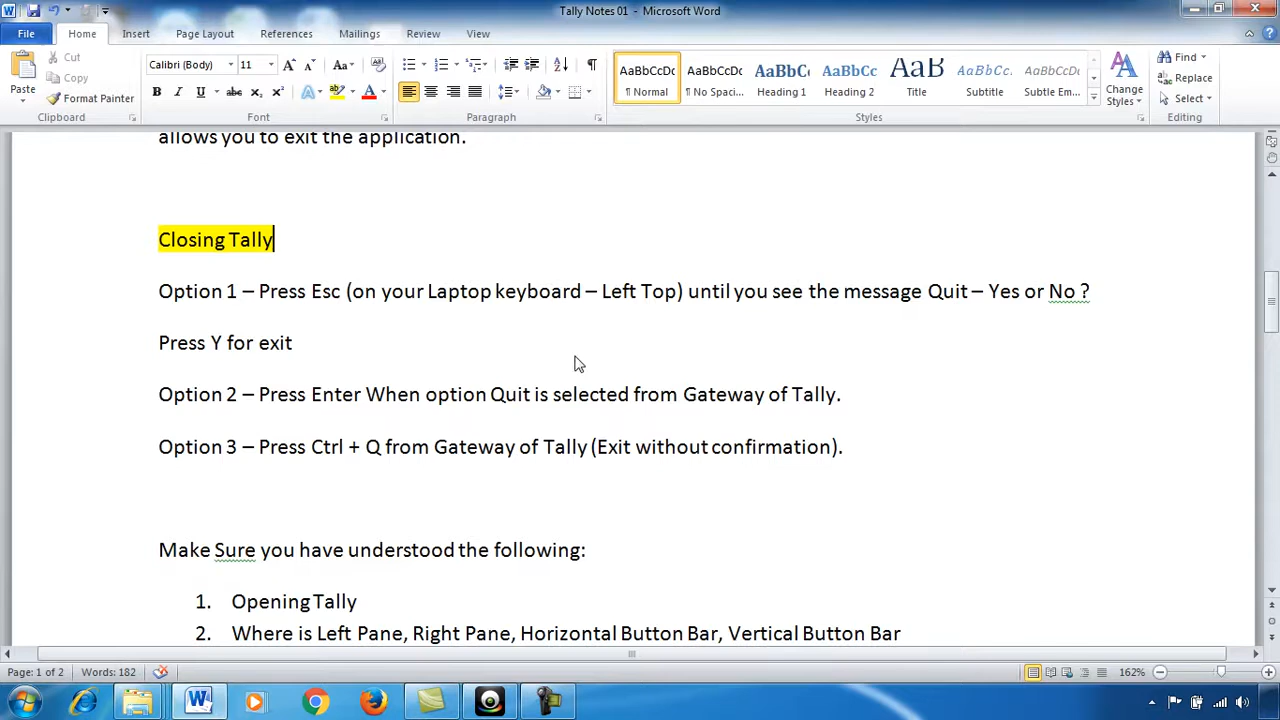 Tally Notes 01 - Microsoft Word
File Home Insert Page Layout References Mailings Review View
Cut
Copy
Format Painter
Paste
Clipboard
Calibri (Body) 11
Font
Paragraph
AaBbCcDc AaBbCcDc AaBbC AaBbCc AaB AaBbCcL AaBbCcDc
¶ Normal ¶ No Spaci... Heading 1 Heading 2 Title Subtitle Subtle Em...
Styles
Change Styles
Find
Replace
Select
Editing
allows you to exit the application.
Closing Tally
Option 1 – Press Esc (on your Laptop keyboard – Left Top) until you see the message Quit – Yes or No ?
Press Y for exit
Option 2 – Press Enter When option Quit is selected from Gateway of Tally.
Option 3 – Press Ctrl + Q from Gateway of Tally (Exit without confirmation).
Make Sure you have understood the following:
1. Opening Tally
2. Where is Left Pane, Right Pane, Horizontal Button Bar, Vertical Button Bar
Page: 1 of 2 Words: 182 162%